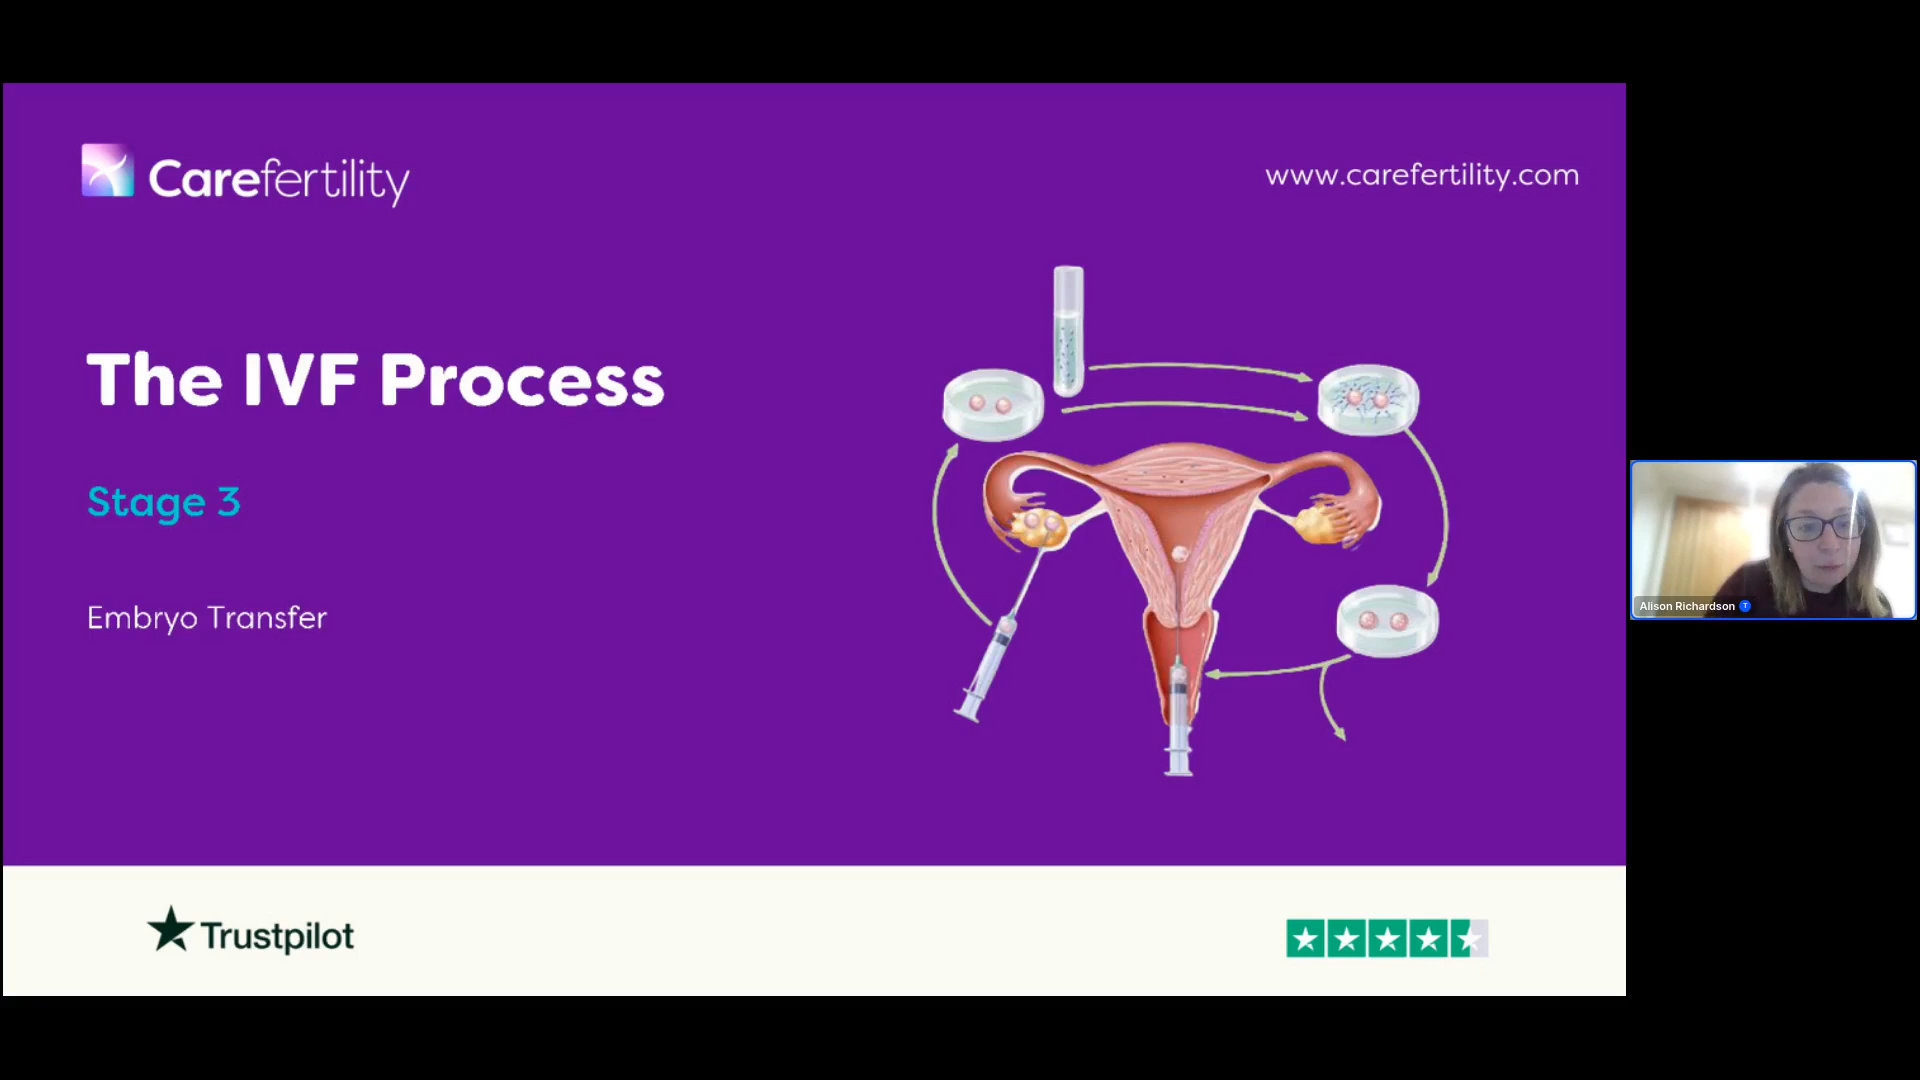 Carefertility
www.carefertility.com
The IVF Process
Stage 3
Embryo Transfer
Alison Richardson T
Trustpilot